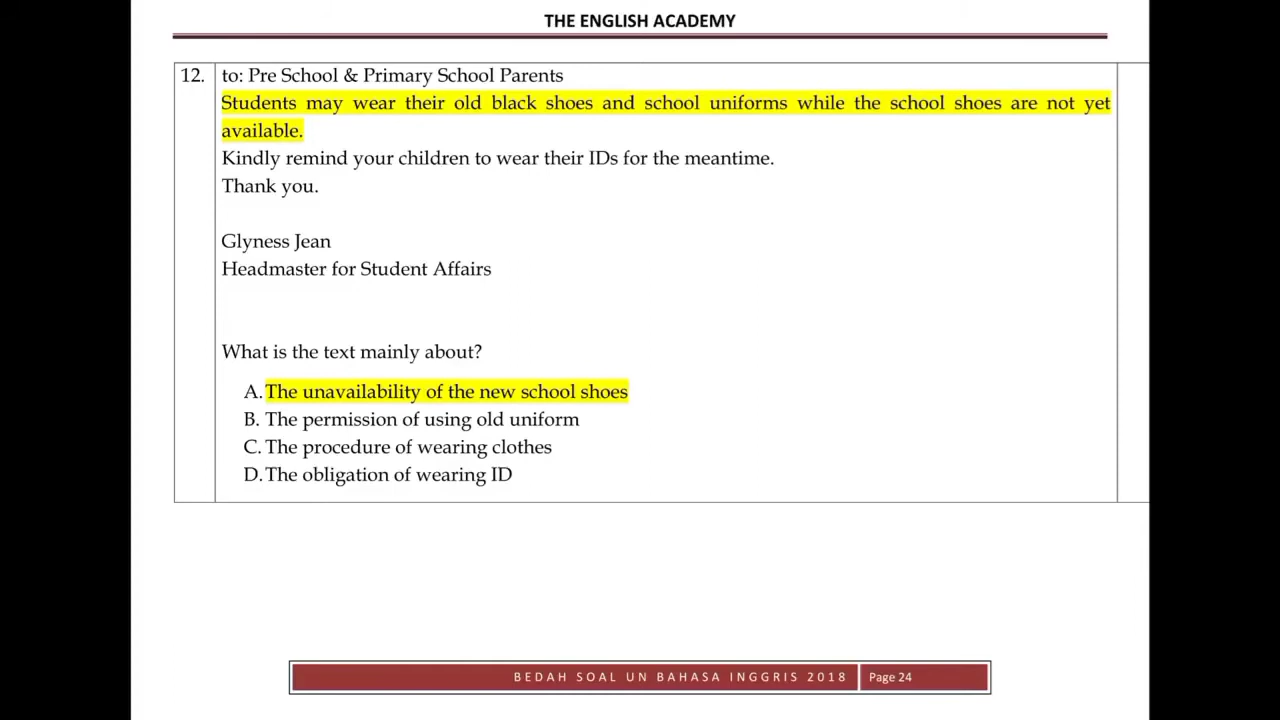 THE ENGLISH ACADEMY
12. to: Pre School & Primary School Parents
Students may wear their old black shoes and school uniforms while the school shoes are not yet
available.
Kindly remind your children to wear their IDs for the meantime.
Thank you.
Glyness Jean
Headmaster for Student Affairs
What is the text mainly about?
A. The unavailability of the new school shoes
B. The permission of using old uniform
C. The procedure of wearing clothes
D. The obligation of wearing ID
BEDAH SOAL UN BAHASA INGGRIS 2018 Page 24